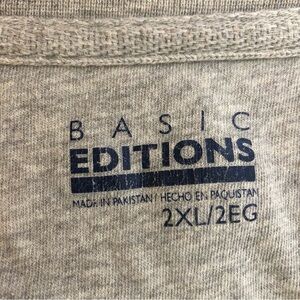 BASIC
EDITIONS
MADE IN PAKISTAN / HECHO EN PAQUISTAN
2XL/2EG